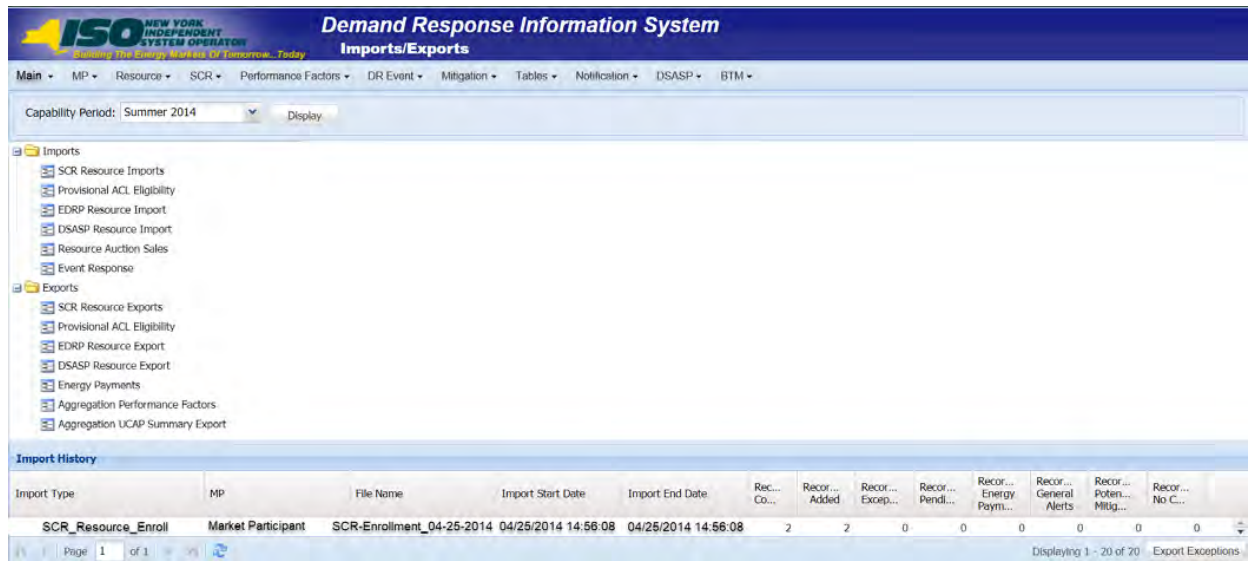 NEW YORK
INDEPENDENT
SYSTEM OPERATOR
ISO
Building The Energy Markets Of Tomorrow...Today
Demand Response Information System
Imports/Exports
Main MP Resource SCR Performance Factors DR Event Mitigation Tables Notification DSASP BTM
Capability Period: Summer 2014 Display
Imports
SCR Resource Imports
Provisional ACL Eligibility
EDRP Resource Import
DSASP Resource Import
Resource Auction Sales
Event Response
Exports
SCR Resource Exports
Provisional ACL Eligibility
EDRP Resource Export
DSASP Resource Export
Energy Payments
Aggregation Performance Factors
Aggregation UCAP Summary Export
Import History
Import Type MP File Name Import Start Date Import End Date Rec... Co... Recor... Added Recor... Excep... Recor... Pendi... Recor... Energy Paym... Recor... General Alerts Recor... Poten... Mitig... Recor... No C...
SCR_Resource_Enroll Market Participant SCR-Enrollment_04-25-2014 04/25/2014 14:56:08 04/25/2014 14:56:08 2 2 0 0 0 0 0 0
Page 1 of 1 Displaying 1 - 20 of 20 Export Exceptions